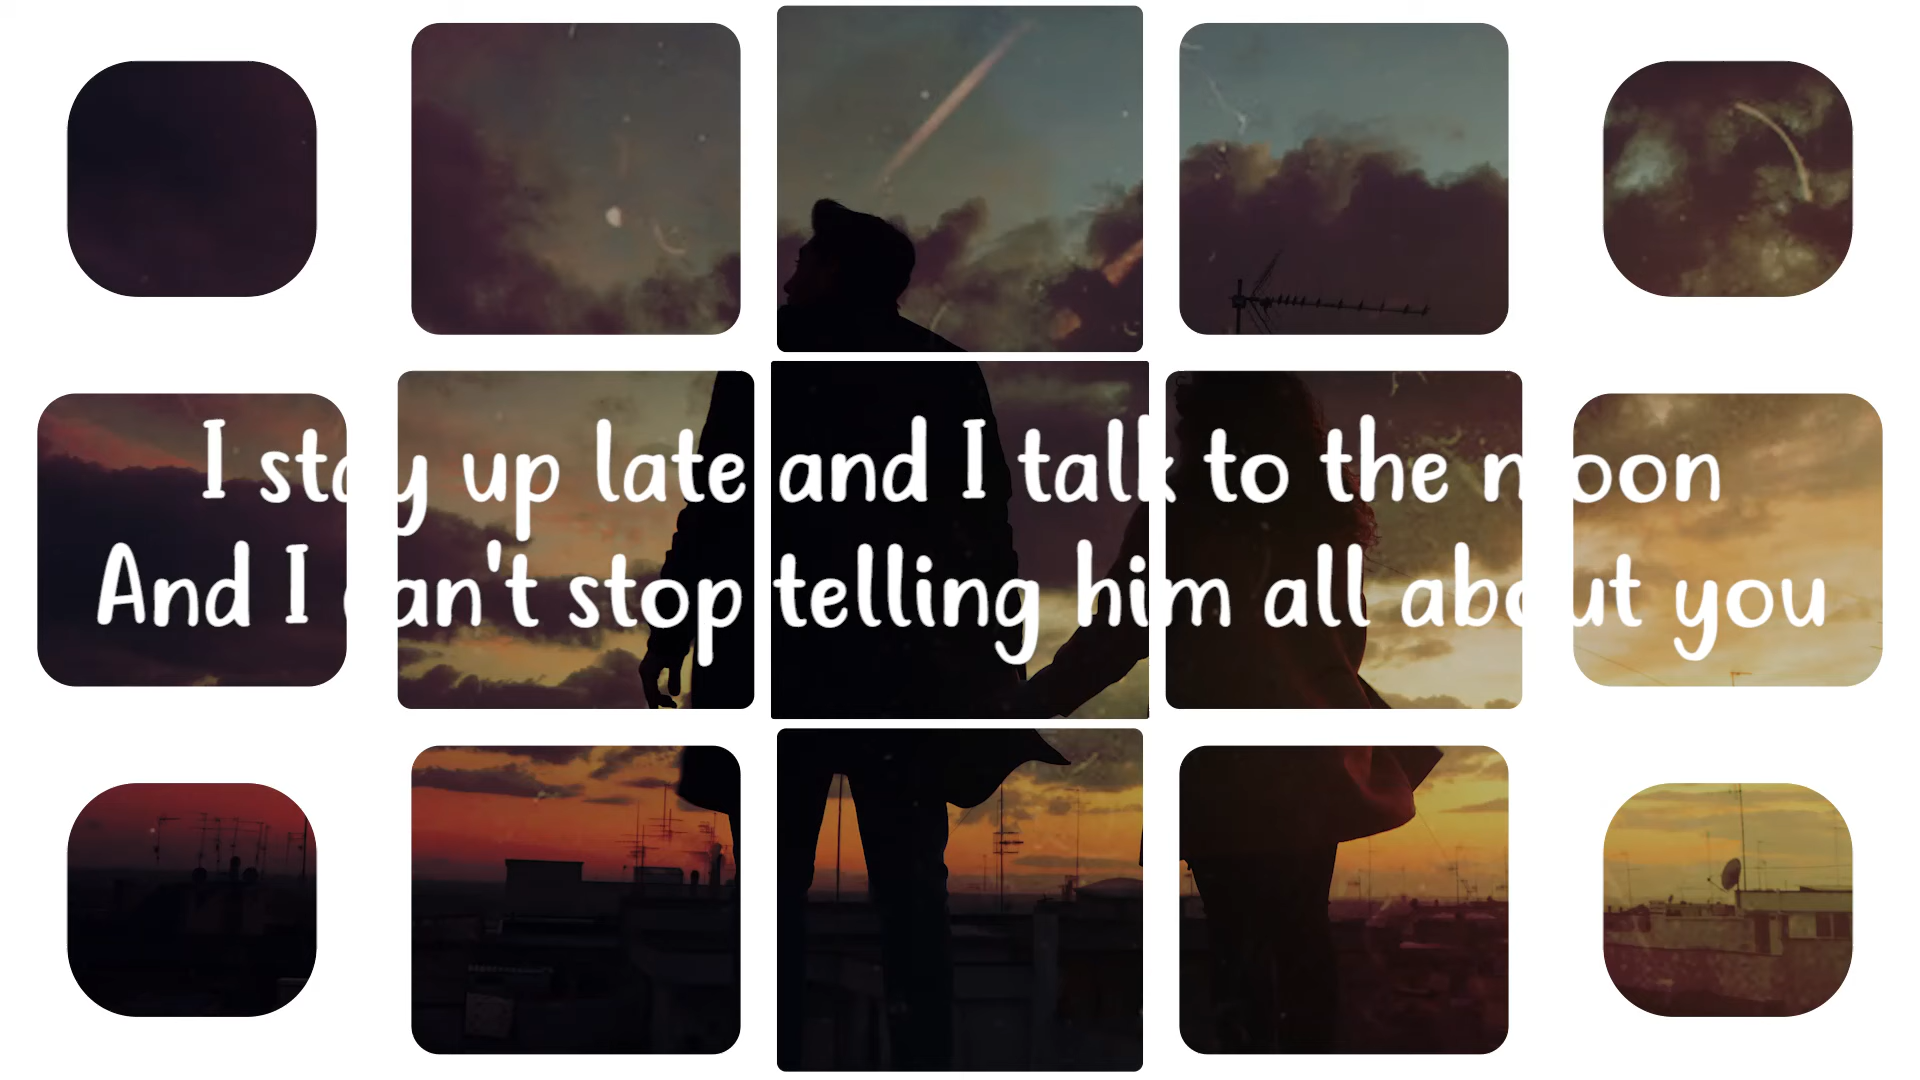 I stay up late and I talk to the moon
And I can't stop telling him all about you